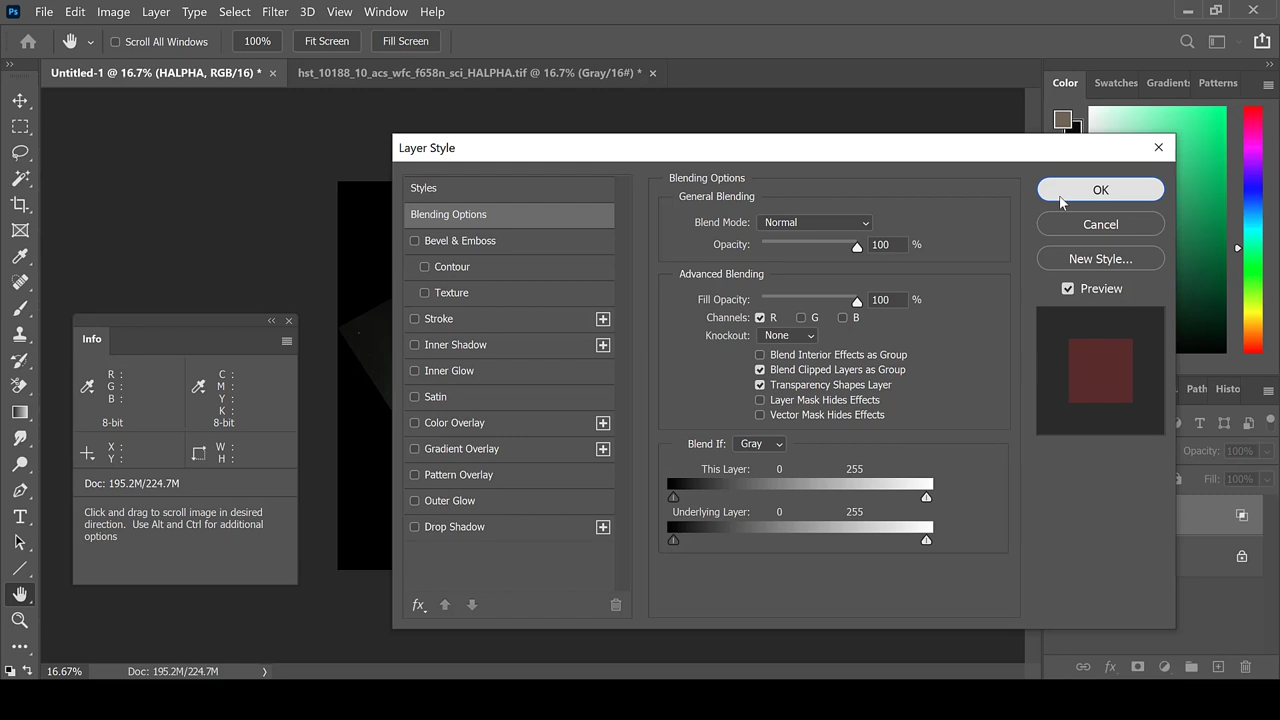 Ps File Edit Image Layer Type Select Filter 3D View Window Help
Scroll All Windows 100% Fit Screen Fill Screen
Untitled-1 @ 16.7% (HALPHA, RGB/16) * × hst_10188_10_acs_wfc_f658n_sci_HALPHA.tif @ 16.7% (Gray/16#) * ×
Color Swatches Gradients Patterns
Layer Style
Styles
Blending Options
Bevel & Emboss
Contour
Texture
Stroke
Inner Shadow
Inner Glow
Satin
Color Overlay
Gradient Overlay
Pattern Overlay
Outer Glow
Drop Shadow
fx
Blending Options
General Blending
Blend Mode: Normal
Opacity: 100 %
Advanced Blending
Fill Opacity: 100 %
Channels: R G B
Knockout: None
Blend Interior Effects as Group
Blend Clipped Layers as Group
Transparency Shapes Layer
Layer Mask Hides Effects
Vector Mask Hides Effects
Blend If: Gray
This Layer: 0 255
Underlying Layer: 0 255
OK
Cancel
New Style...
Preview
Info
R : C :
G : M :
B : Y :
K :
8-bit 8-bit
X : W :
Y : H :
Doc: 195.2M/224.7M
Click and drag to scroll image in desired
direction. Use Alt and Ctrl for additional
options
Path Histo
Opacity: 100%
Fill: 100%
fx
16.67% Doc: 195.2M/224.7M